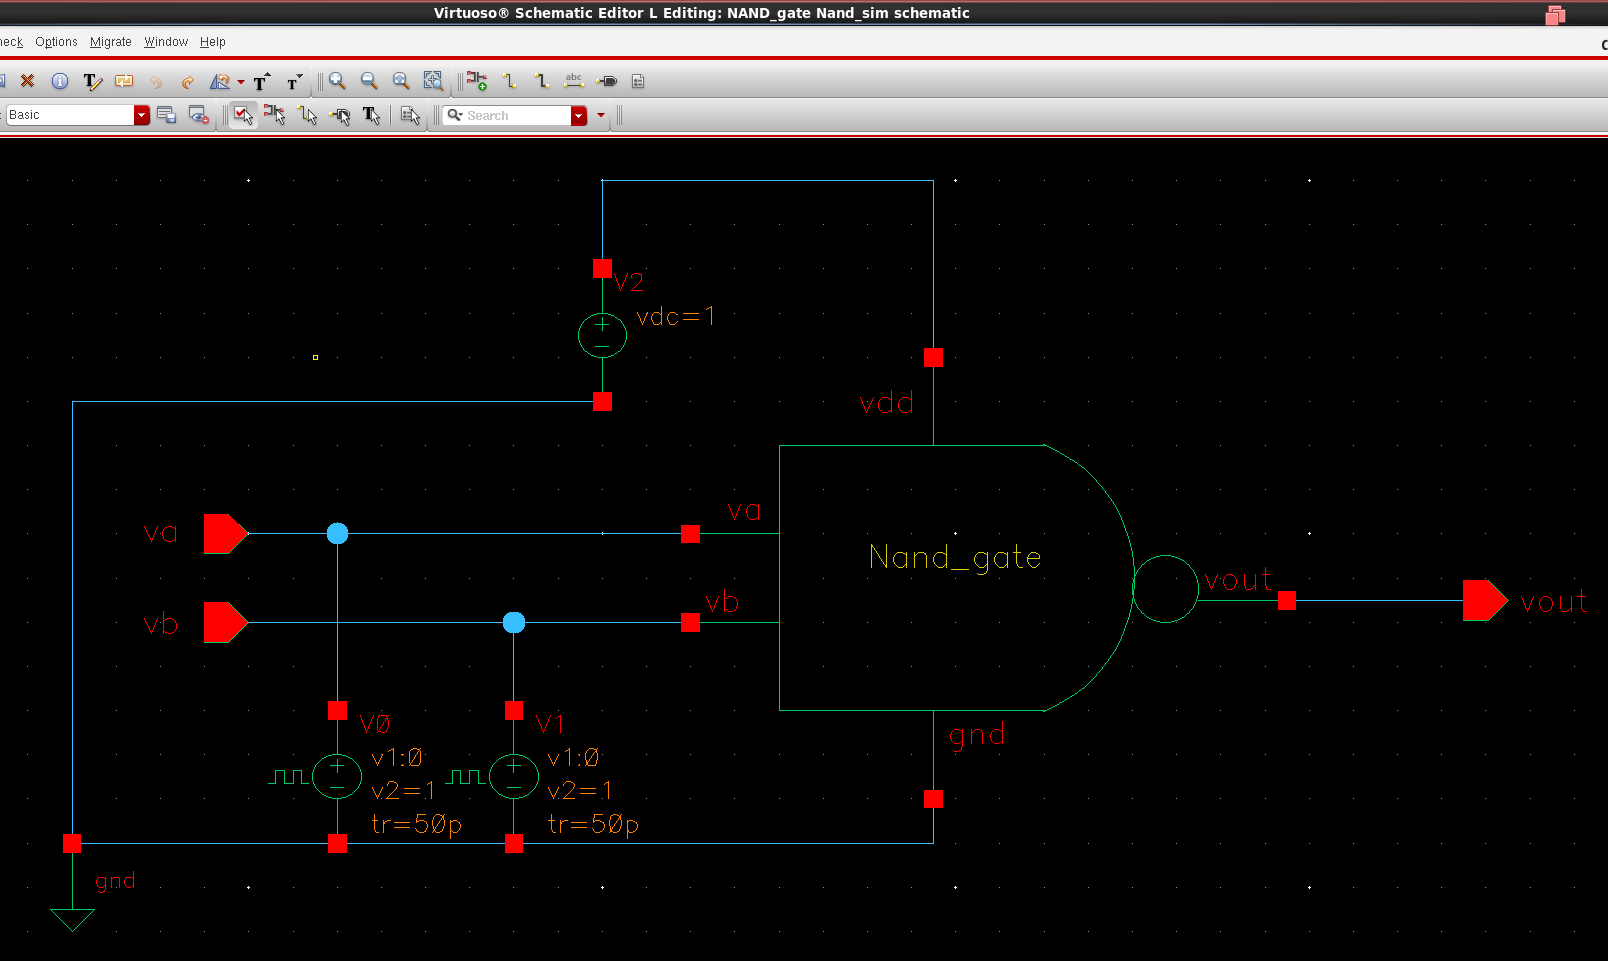 Virtuoso® Schematic Editor L Editing: NAND_gate Nand_sim schematic
heck Options Migrate Window Help
abc
Basic
Search
V2
vdc=1
vdd
va
va
Nand_gate
vb
vb
vout
vout
gnd
V0
v1:0
v2=1
tr=50p
V1
v1:0
v2=1
tr=50p
gnd